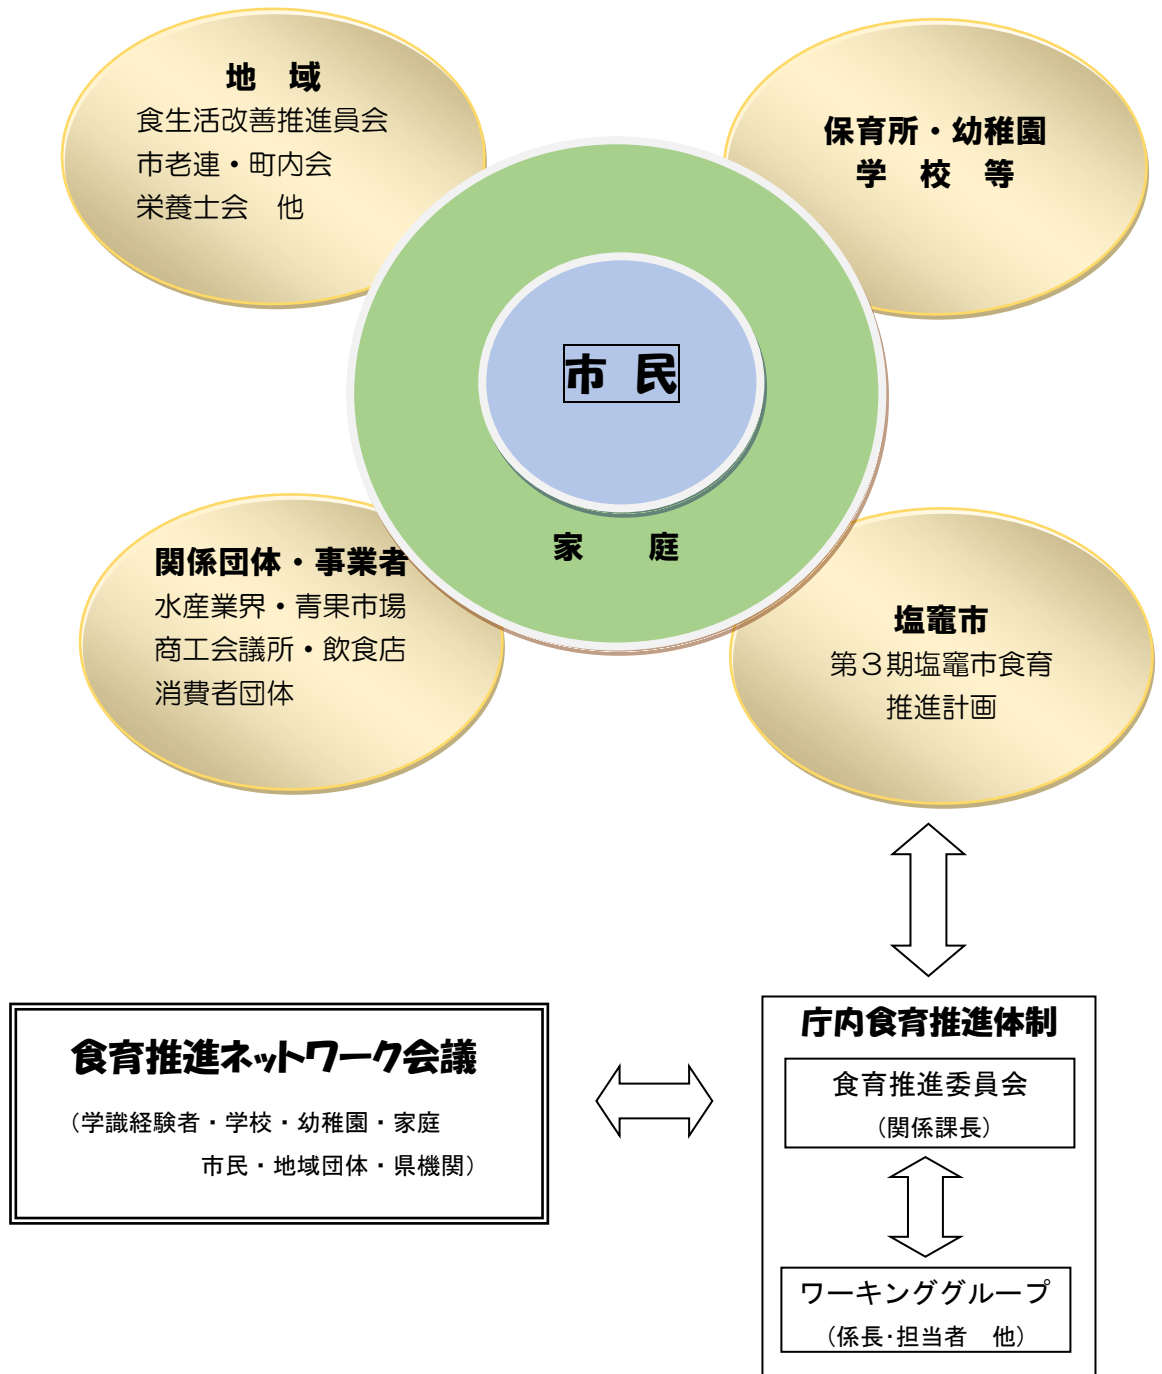 地　域
食生活改善推進員会
市老連・町内会
栄養士会　他
保育所・幼稚園
学　校　等
市 民
家　　庭
関係団体・事業者
水産業界・青果市場
商工会議所・飲食店
消費者団体
塩竈市
第３期塩竈市食育
推進計画
食育推進ネットワーク会議
（学識経験者・学校・幼稚園・家庭
市民・地域団体・県機関）
庁内食育推進体制
食育推進委員会
（関係課長）
ワーキンググループ
（係長･担当者　他）